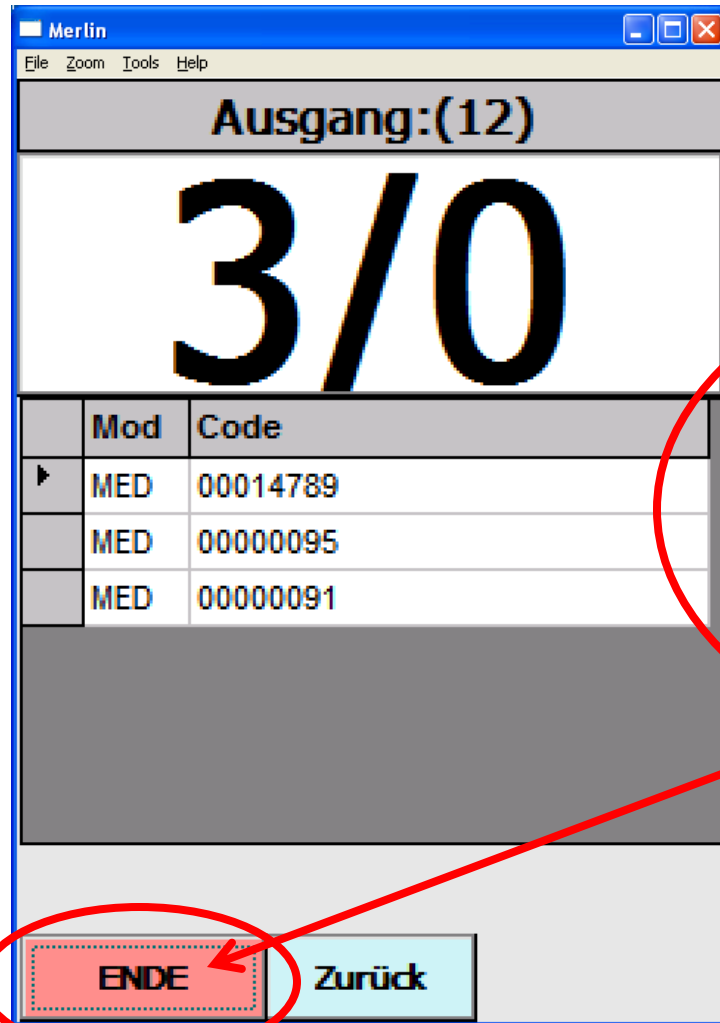 Merlin
File Zoom Tools Help
Ausgang:(12)
3/0
Mod Code
MED 00014789
MED 00000095
MED 00000091
ENDE Zurück